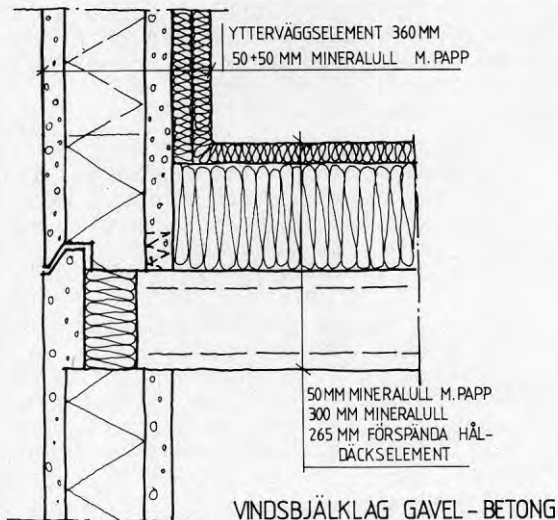 YTTERVÄGGSELEMENT 360 MM
50+50 MM MINERALULL M. PAPP
50 MM MINERALULL M. PAPP
300 MM MINERALULL
265 MM FÖRSPÄNDA HÅL-
DÄCKSELEMENT
VINDSBJÄLKLAG GAVEL - BETONG